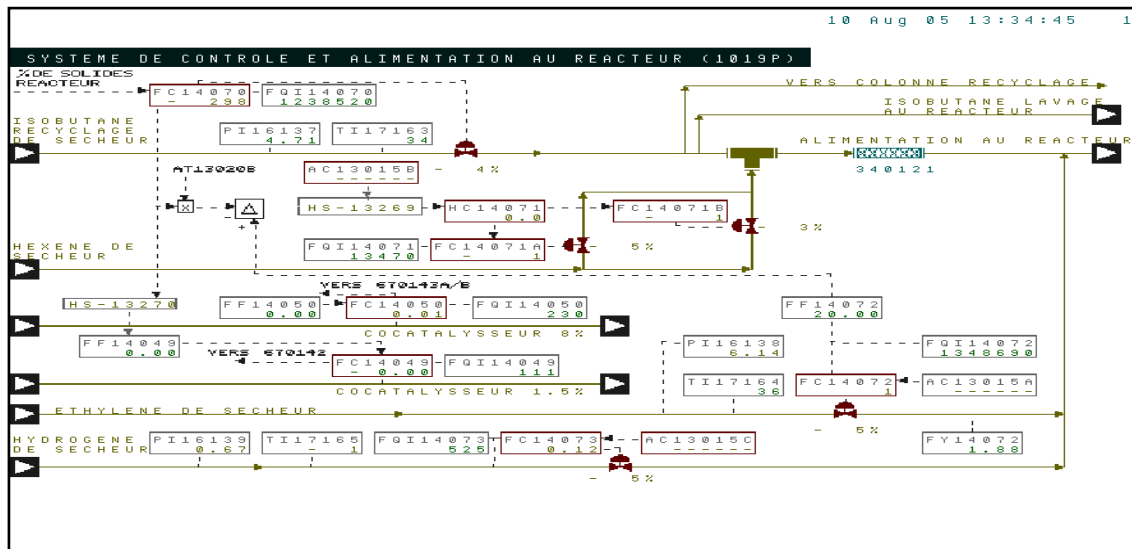 10 Aug 05 13:34:45 1
SYSTEME DE CONTROLE ET ALIMENTATION AU REACTEUR (1019P)
%DE SOLIDES
REACTEUR
FC14070
- 298
FQI14070
1238520
VERS COLONNE RECYCLAGE
ISOBUTANE LAVAGE
AU REACTEUR
ISOBUTANE
RECYCLAGE
DE SECHEUR
PI16137
4.71
TI17163
34
ALIMENTATION AU REACTEUR
- 4%
340121
AT13020B
AC13015B
------
X
Δ
-
+
HS-13269
HC14071
0.0
FC14071B
- 1
- 3%
HEXENE DE
SECHEUR
FQI14071
13470
FC14071A
- 1
- 5%
VERS 6T0143A/B
HS-13270
FF14050
0.00
FC14050
0.01
FQI14050
230
FF14072
20.00
COCATALYSSEUR 8%
FF14049
0.00
VERS 6T0142
FC14049
- 0.00
FQI14049
111
PI16138
6.14
FQI14072
1348690
COCATALYSSEUR 1.5%
TI17164
36
FC14072
1
AC13015A
------
ETHYLENE DE SECHEUR
- 5%
HYDROGENE
DE SECHEUR
PI16139
0.67
TI17165
- 1
FQI14073
525
FC14073
0.12
AC13015C
------
FY14072
1.88
- 5%